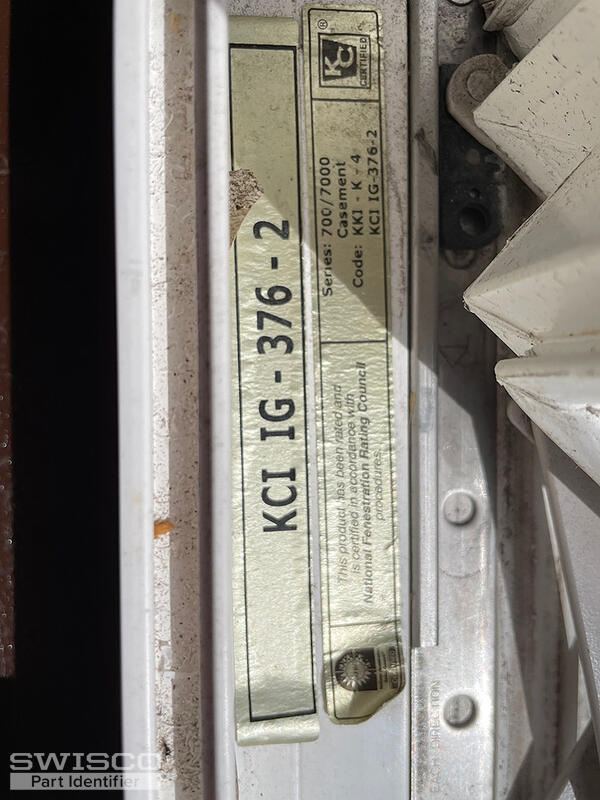 KCI IG - 376 - 2
KC
®
CERTIFIED
Series: 700/7000
Casement
Code: KKI - K - 4
KCI IG-376-2
This product has been rated and
is certified in accordance with
National Fenestration Rating Council
procedures.
EACH DIRECTION
SWISCO
Part Identifier